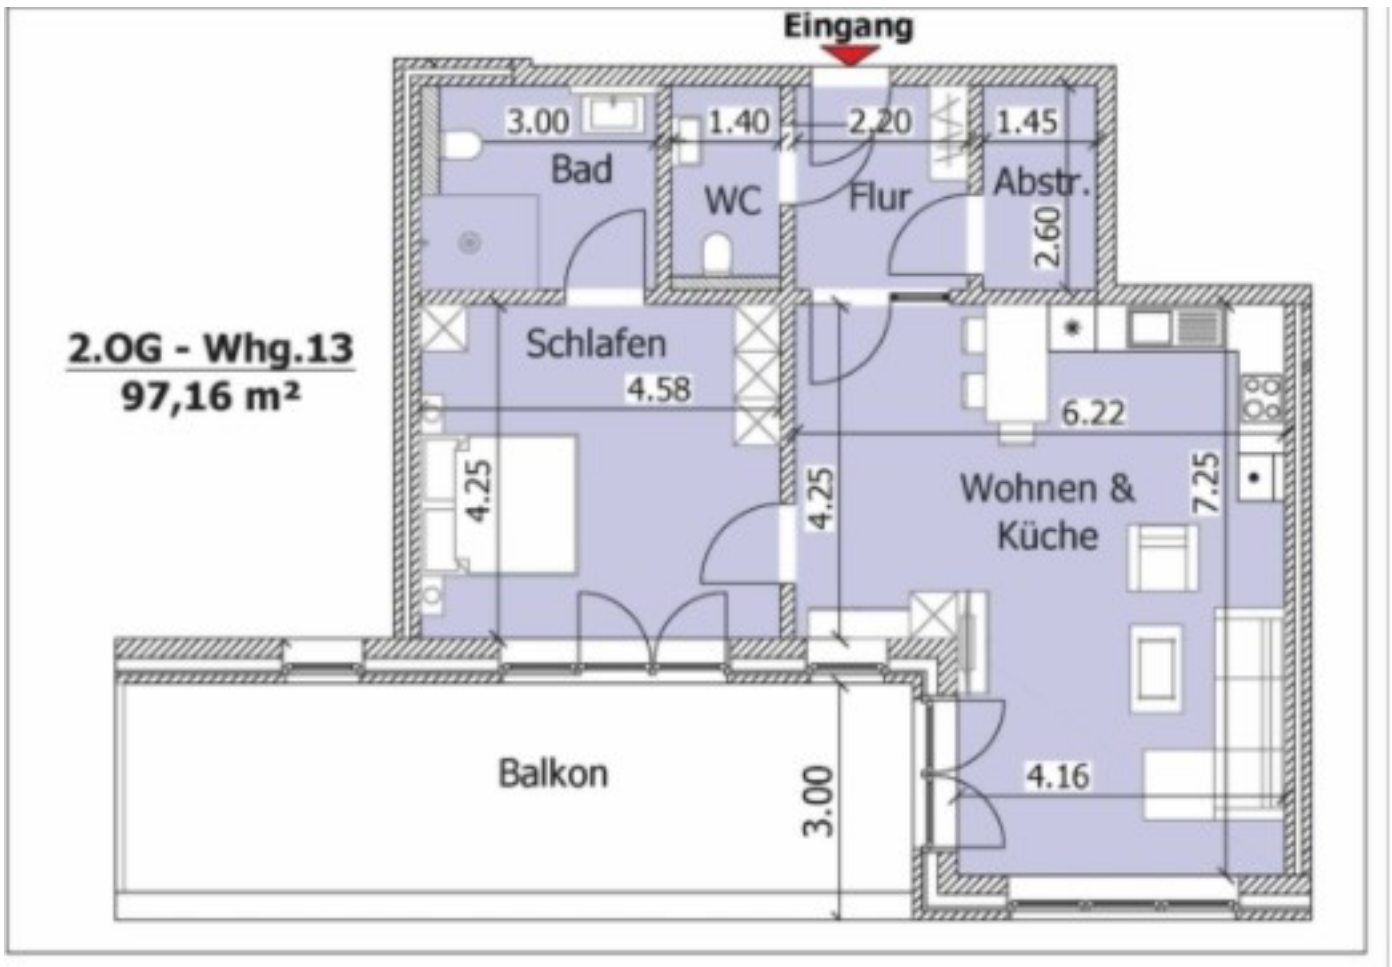 Eingang
3.00
1.40
2.20
1.45
Bad
WC
Flur
Abstr.
2.60
2.OG - Whg.13
97,16 m²
Schlafen
4.58
6.22
4.25
4.25
7.25
Wohnen &
Küche
Balkon
3.00
4.16